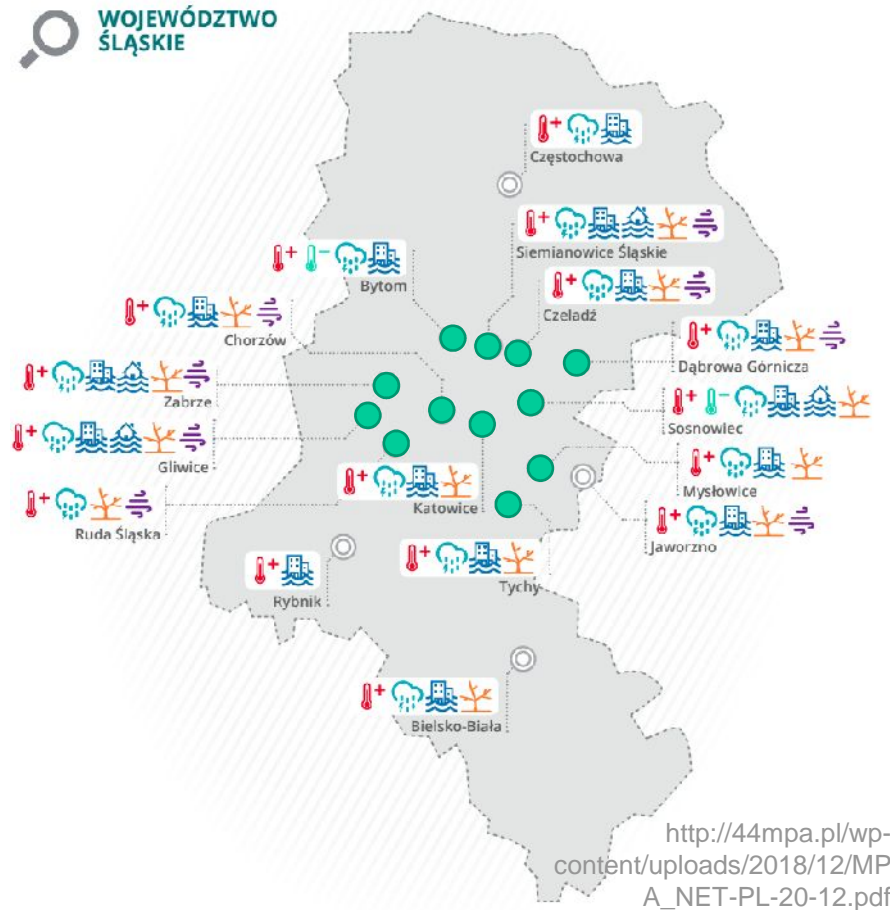 WOJEWÓDZTWO
ŚLĄSKIE
Częstochowa
Siemianowice Śląskie
Bytom
Czeladź
Chorzów
Dąbrowa Górnicza
Zabrze
Sosnowiec
Gliwice
Mysłowice
Katowice
Ruda Śląska
Jaworzno
Tychy
Rybnik
Bielsko-Biała
http://44mpa.pl/wp-
content/uploads/2018/12/MP
A_NET-PL-20-12.pdf